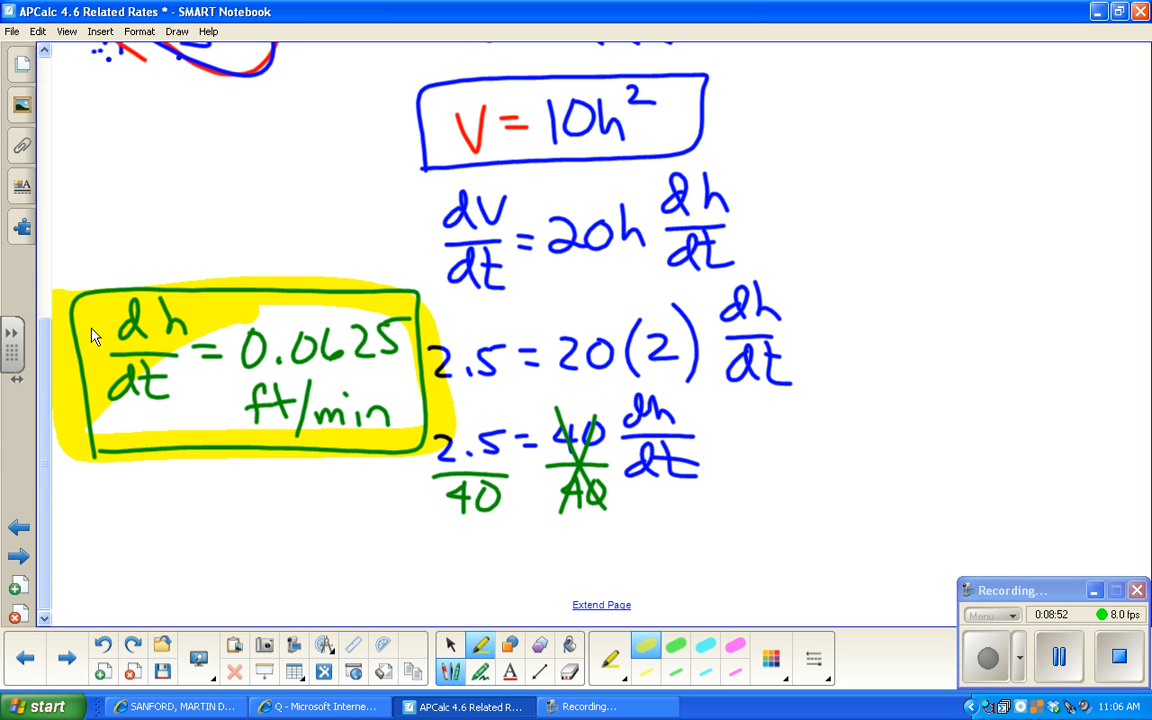 APCalc 4.6 Related Rates * - SMART Notebook
File Edit View Insert Format Draw Help
V = 10h²
dV/dt = 20h dh/dt
2.5 = 20(2) dh/dt
dh/dt = 0.0625
ft/min
2.5/40 = 40/40 dh/dt
Extend Page
Recording...
Menu 0:08:52 8.0 fps
start SANFORD, MARTIN D... Q - Microsoft Interne... APCalc 4.6 Related R... Recording... 11:06 AM